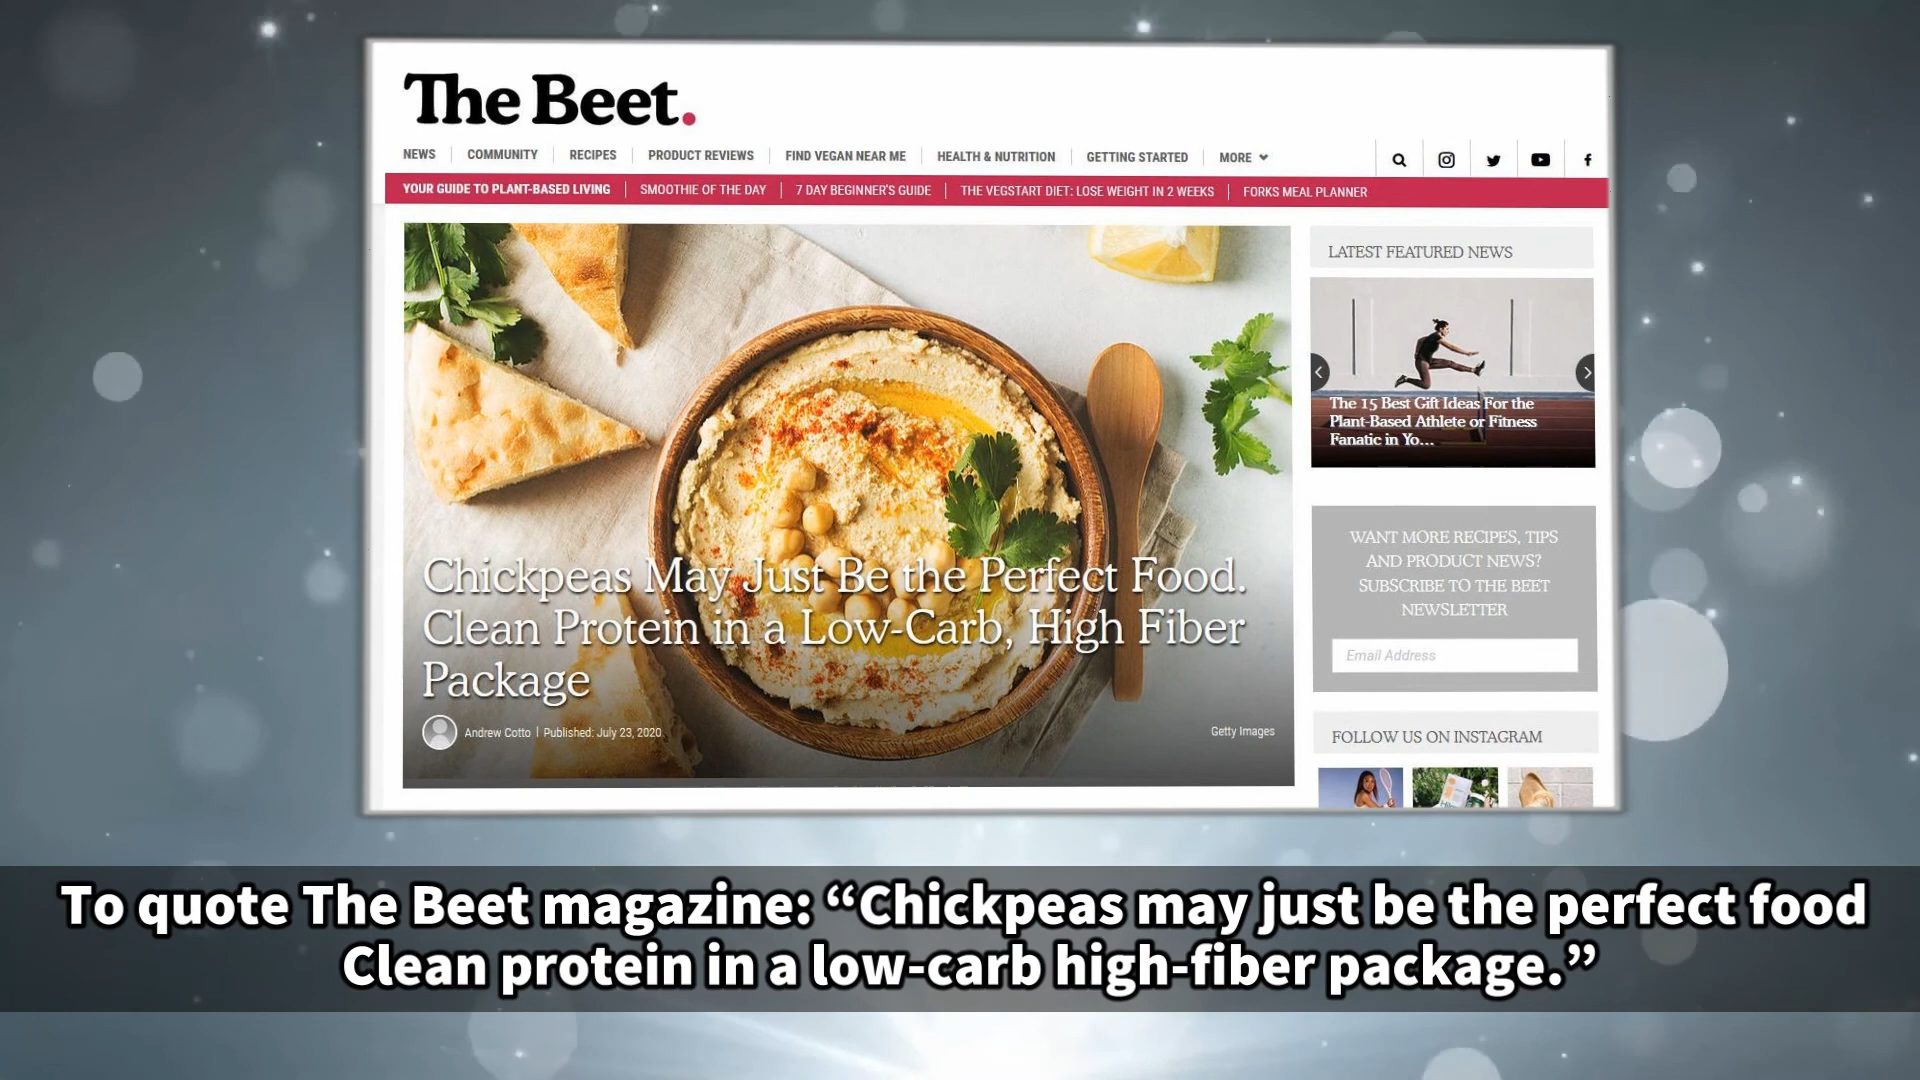 The Beet.
NEWS COMMUNITY RECIPES PRODUCT REVIEWS FIND VEGAN NEAR ME HEALTH & NUTRITION GETTING STARTED MORE
YOUR GUIDE TO PLANT-BASED LIVING SMOOTHIE OF THE DAY 7 DAY BEGINNER'S GUIDE THE VEGSTART DIET: LOSE WEIGHT IN 2 WEEKS FORKS MEAL PLANNER
Chickpeas May Just Be the Perfect Food.
Clean Protein in a Low-Carb, High Fiber
Package
Andrew Cotto | Published: July 23, 2020
Getty Images
LATEST FEATURED NEWS
The 15 Best Gift Ideas For the
Plant-Based Athlete or Fitness
Fanatic in Yo...
WANT MORE RECIPES, TIPS
AND PRODUCT NEWS?
SUBSCRIBE TO THE BEET
NEWSLETTER
Email Address
FOLLOW US ON INSTAGRAM
To quote The Beet magazine: “Chickpeas may just be the perfect food
Clean protein in a low-carb high-fiber package.”